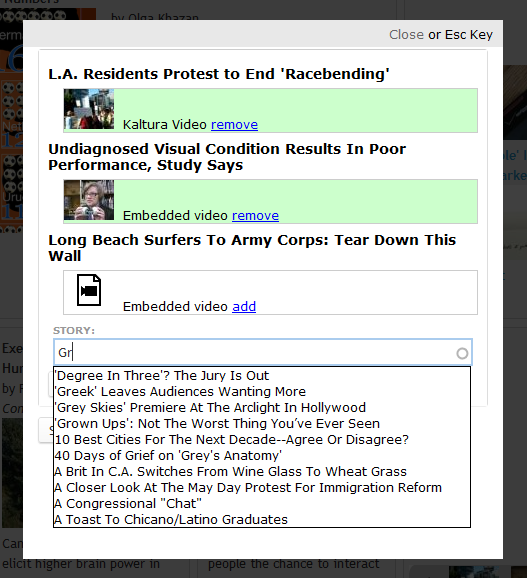 Numbers
by Olga Khazan
Close or Esc Key
L.A. Residents Protest to End 'Racebending'
Kaltura Video remove
Undiagnosed Visual Condition Results In Poor
Performance, Study Says
Embedded video remove
Long Beach Surfers To Army Corps: Tear Down This
Wall
Embedded video add
STORY:
Gr
'Degree In Three'? The Jury Is Out
'Greek' Leaves Audiences Wanting More
'Grey Skies' Premiere At The Arclight In Hollywood
'Grown Ups': Not The Worst Thing You’ve Ever Seen
10 Best Cities For The Next Decade--Agree Or Disagree?
40 Days of Grief on 'Grey's Anatomy'
A Brit In C.A. Switches From Wine Glass To Wheat Grass
A Closer Look At The May Day Protest For Immigration Reform
A Congressional "Chat"
A Toast To Chicano/Latino Graduates
elicit higher brain power in
people the chance to interact